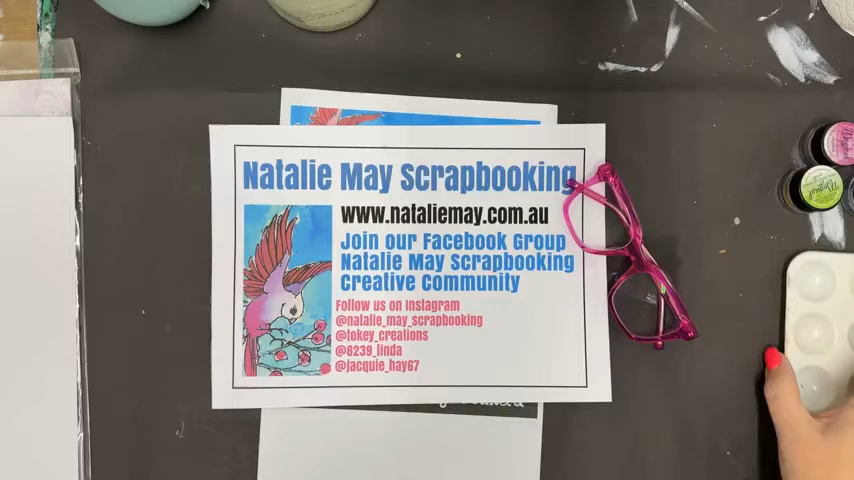 Natalie May Scrapbooking
www.nataliemay.com.au
Join our Facebook Group
Natalie May Scrapbooking
Creative Community
Follow us on Instagram
@natalie_may_scrapbooking
@tokey_creations
@8239_linda
@jacquie_hay67